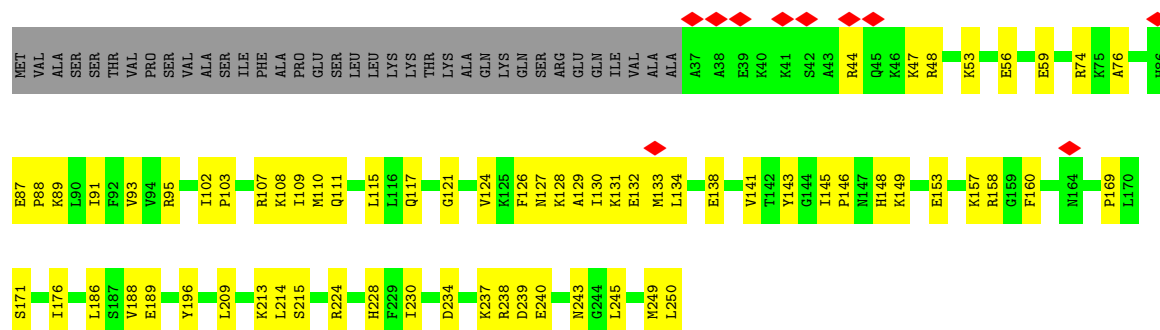 MET VAL ALA SER SER THR VAL PRO SER VAL ALA SER ILE PHE ALA PRO GLU SER LEU LEU LYS LYS THR LYS ALA GLN LYS GLN SER ARG GLU GLN ILE VAL ALA ALA A37 A38 E39 K40 K41 S42 A43 R44 Q45 K46 K47 R48 K53 E56 E59 R74 K75 A76 H86
E87 P88 K89 L90 I91 F92 V93 V94 R95 I102 P103 R107 K108 I109 M110 Q111 L115 L116 Q117 G121 V124 K125 F126 N127 K128 A129 I130 K131 E132 M133 L134 E138 V141 T142 Y143 G144 I145 P146 N147 H148 K149 E153 K157 R158 G159 F160 N164 P169 L170
S171 I176 L186 S187 V188 E189 Y196 L209 K213 L214 S215 R224 H228 F229 I230 D234 K237 R238 D239 E240 N243 G244 L245 M249 L250